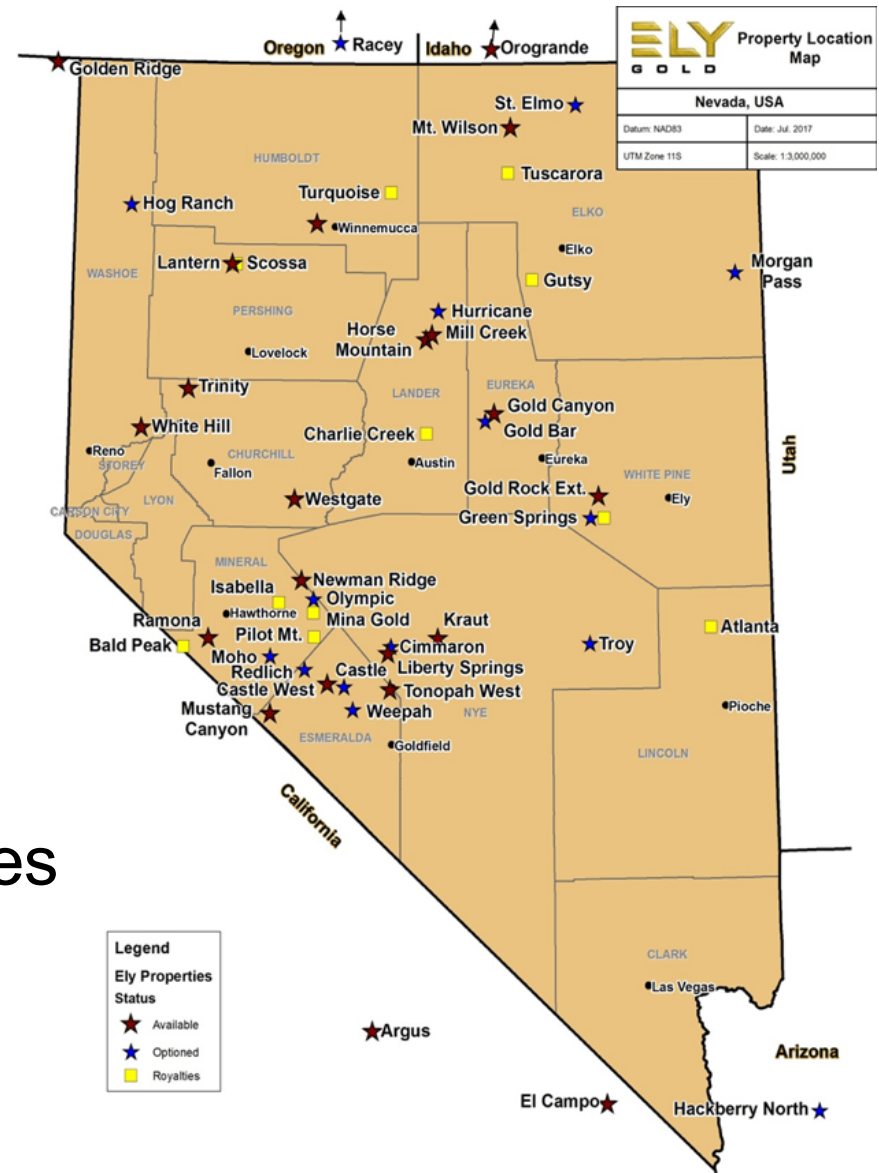 Oregon
Racey
Idaho
Orogrande
ELY
GOLD
Property Location
Map
Nevada, USA
Datum: NAD83
Date: Jul. 2017
UTM Zone 11S
Scale: 1:3,000,000
Golden Ridge
St. Elmo
Mt. Wilson
HUMBOLDT
Tuscarora
Turquoise
Hog Ranch
ELKO
Winnemucca
Elko
Lantern
Scossa
WASHOE
Morgan
Pass
Gutsy
PERSHING
Hurricane
Horse
Mountain
Mill Creek
Lovelock
Trinity
LANDER
EUREKA
Gold Canyon
White Hill
Gold Bar
Charlie Creek
Reno
STOREY
CHURCHILL
Fallon
Austin
Eureka
Utah
WHITE PINE
LYON
Westgate
Gold Rock Ext.
Ely
CARSON CITY
Green Springs
DOUGLAS
MINERAL
Newman Ridge
Isabella
Olympic
Hawthorne
Mina Gold
Ramona
Kraut
Atlanta
Pilot Mt.
Bald Peak
Cimmaron
Troy
Moho
Liberty Springs
Redlich
Castle
Castle West
Tonopah West
Mustang
Canyon
Weepah
NYE
Pioche
ESMERALDA
Goldfield
LINCOLN
California
es
Legend
Ely Properties
Status
Available
Optioned
Royalties
CLARK
Las Vegas
Argus
Arizona
El Campo
Hackberry North